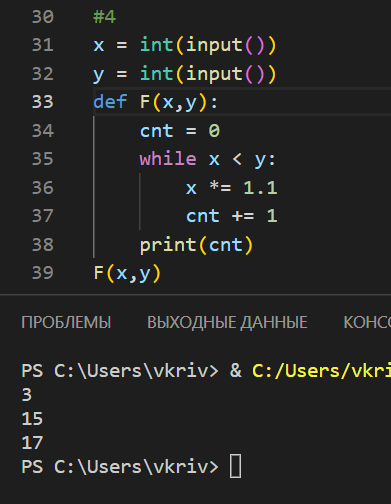 30 #4
31 x = int(input())
32 y = int(input())
33 def F(x,y):
34     cnt = 0
35     while x < y:
36         x *= 1.1
37         cnt += 1
38     print(cnt)
39 F(x,y)
ПРОБЛЕМЫ ВЫХОДНЫЕ ДАННЫЕ
PS C:\Users\vkriv> & C:/Users/vkri
3
15
17
PS C:\Users\vkriv>